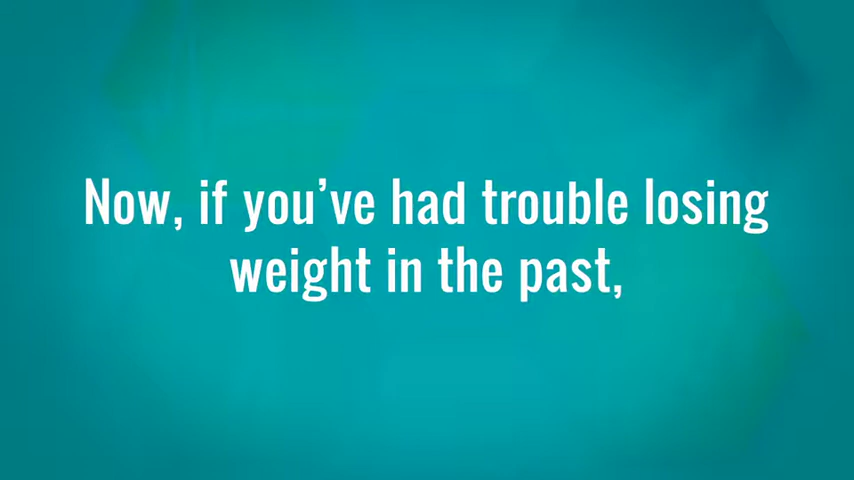 Now, if you’ve had trouble losing
weight in the past,